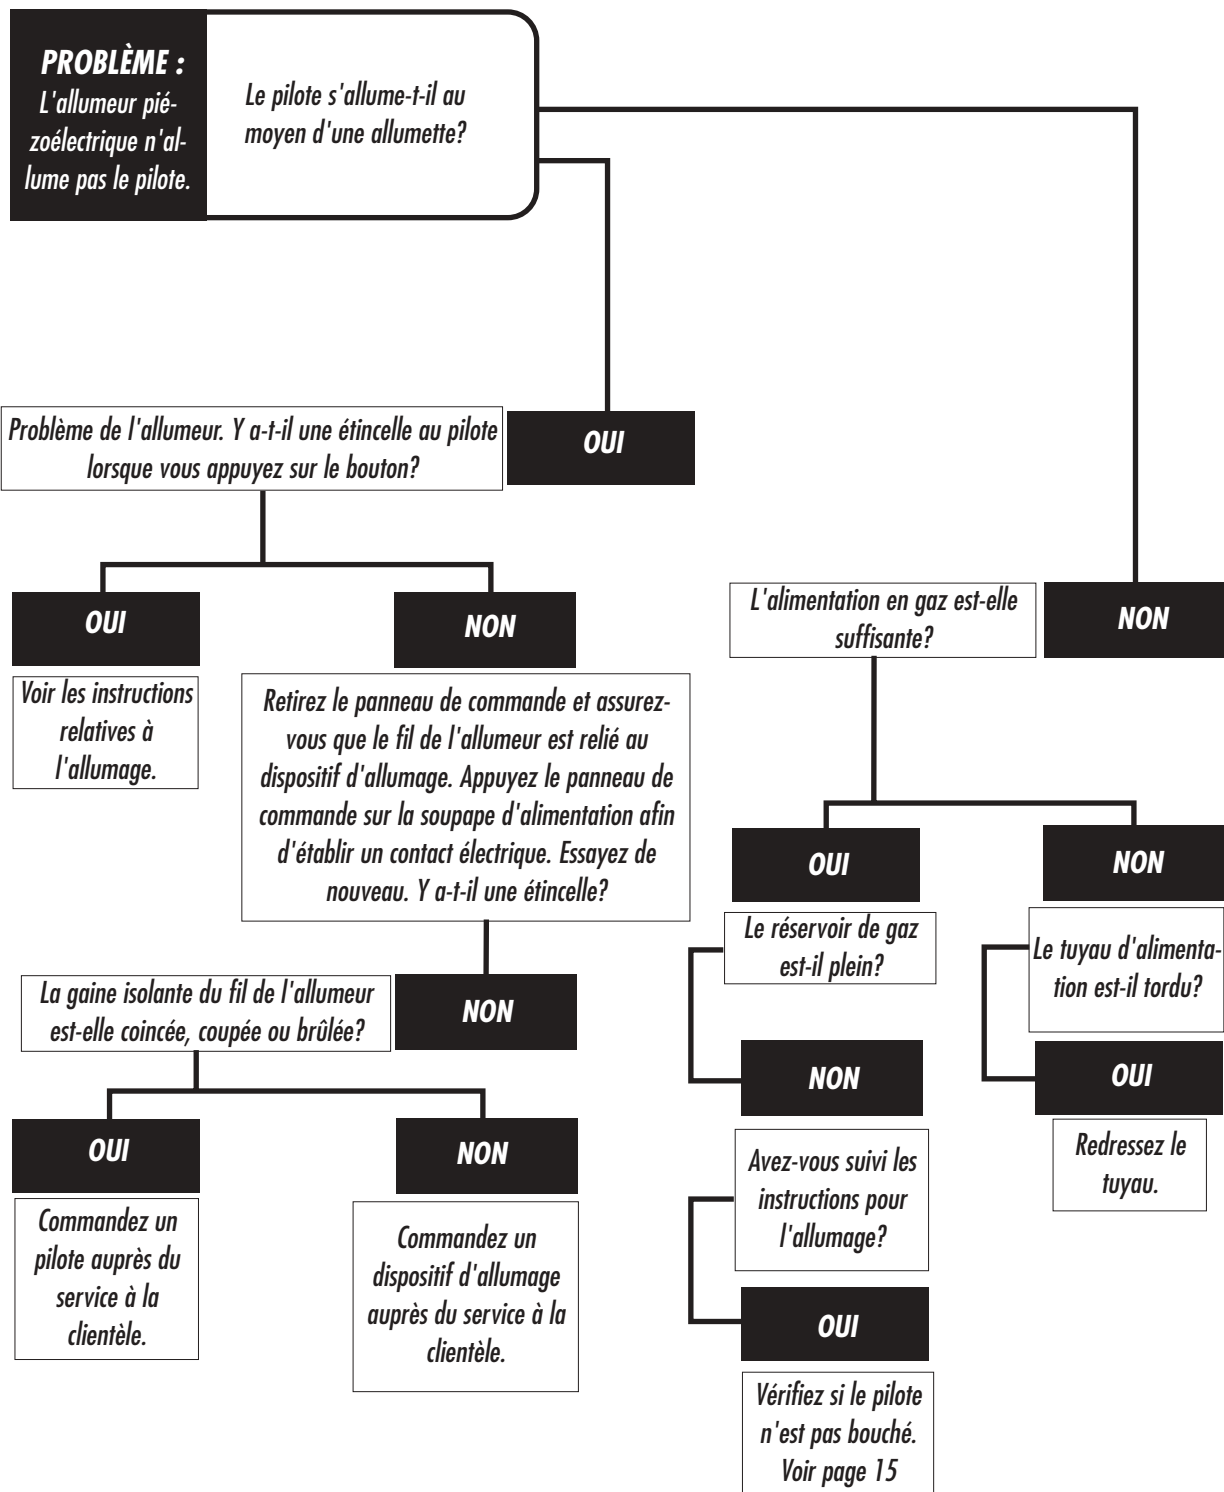 PROBLÈME :
L'allumeur pié-
zoélectrique n'al-
lume pas le pilote.
Le pilote s'allume-t-il au
moyen d'une allumette?
Problème de l'allumeur. Y a-t-il une étincelle au pilote
lorsque vous appuyez sur le bouton?
OUI
OUI
Voir les instructions
relatives à
l'allumage.
NON
Retirez le panneau de commande et assurez-
vous que le fil de l'allumeur est relié au
dispositif d'allumage. Appuyez le panneau de
commande sur la soupape d'alimentation afin
d'établir un contact électrique. Essayez de
nouveau. Y a-t-il une étincelle?
La gaine isolante du fil de l'allumeur
est-elle coincée, coupée ou brûlée?
NON
OUI
Commandez un
pilote auprès du
service à la
clientèle.
NON
Commandez un
dispositif d'allumage
auprès du service à la
clientèle.
L'alimentation en gaz est-elle
suffisante?
NON
OUI
Le réservoir de gaz
est-il plein?
NON
Avez-vous suivi les
instructions pour
l'allumage?
OUI
Vérifiez si le pilote
n'est pas bouché.
Voir page 15
NON
Le tuyau d'alimenta-
tion est-il tordu?
OUI
Redressez le
tuyau.